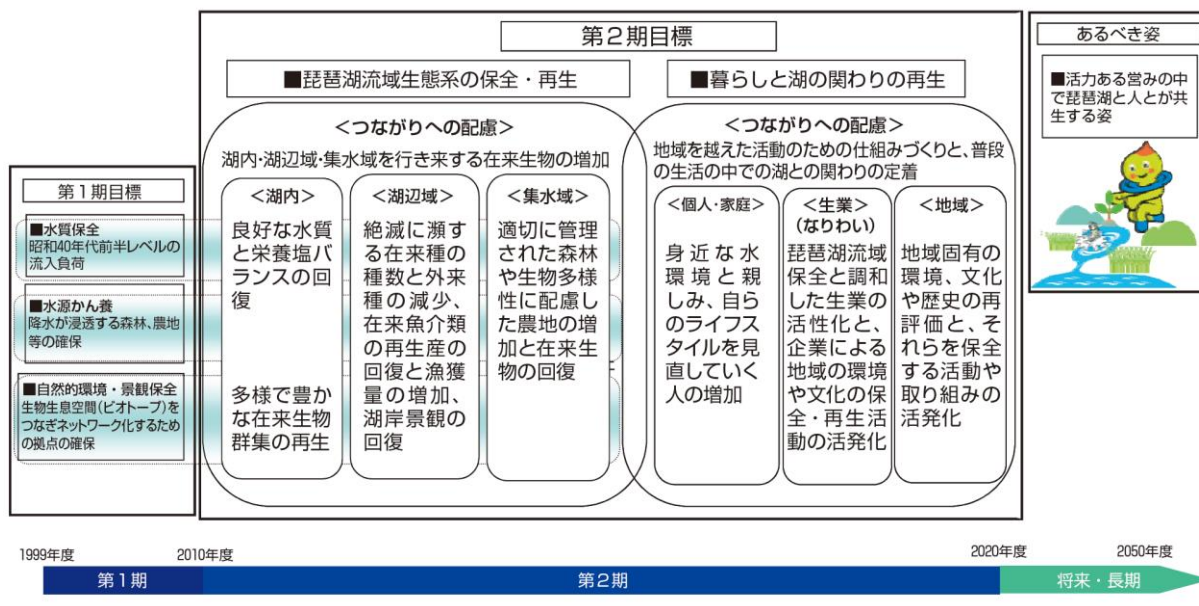 第2期目標
■琵琶湖流域生態系の保全・再生
<つながりへの配慮>
湖内・湖辺域・集水域を行き来する在来生物の増加
<湖内>
良好な水質
と栄養塩バ
ランスの回
復
多様で豊か
な在来生物
群集の再生
<湖辺域>
絶滅に瀕す
る在来種の
種数と外来
種の減少、
在来魚介類
の再生産の
回復と漁獲
量の増加、
湖岸景観の
回復
<集水域>
適切に管理
された森林
や生物多様
性に配慮し
た農地の増
加と在来生
物の回復
■暮らしと湖の関わりの再生
<つながりへの配慮>
地域を越えた活動のための仕組みづくりと、普段
の生活の中での湖との関わりの定着
<個人・家庭>
身近な水
環境と親
しみ、自ら
のライフス
タイルを見
直していく
人の増加
<生業>
(なりわい)
琵琶湖流域
保全と調和
した生業の
活性化と、
企業による
地域の環境
や文化の保
全・再生活
動の活発化
<地域>
地域固有の
環境、文化
や歴史の再
評価と、そ
れらを保全
する活動や
取り組みの
活発化
あるべき姿
■活力ある営みの中
で琵琶湖と人とが共
生する姿
第1期目標
■水質保全
昭和40年代前半レベルの
流入負荷
■水源かん養
降水が浸透する森林、農地
等の確保
■自然的環境・景観保全
生物生息空間(ビオトープ)を
つなぎネットワーク化するため
の拠点の確保
1999年度
2010年度
2020年度
2050年度
第1期
第2期
将来・長期